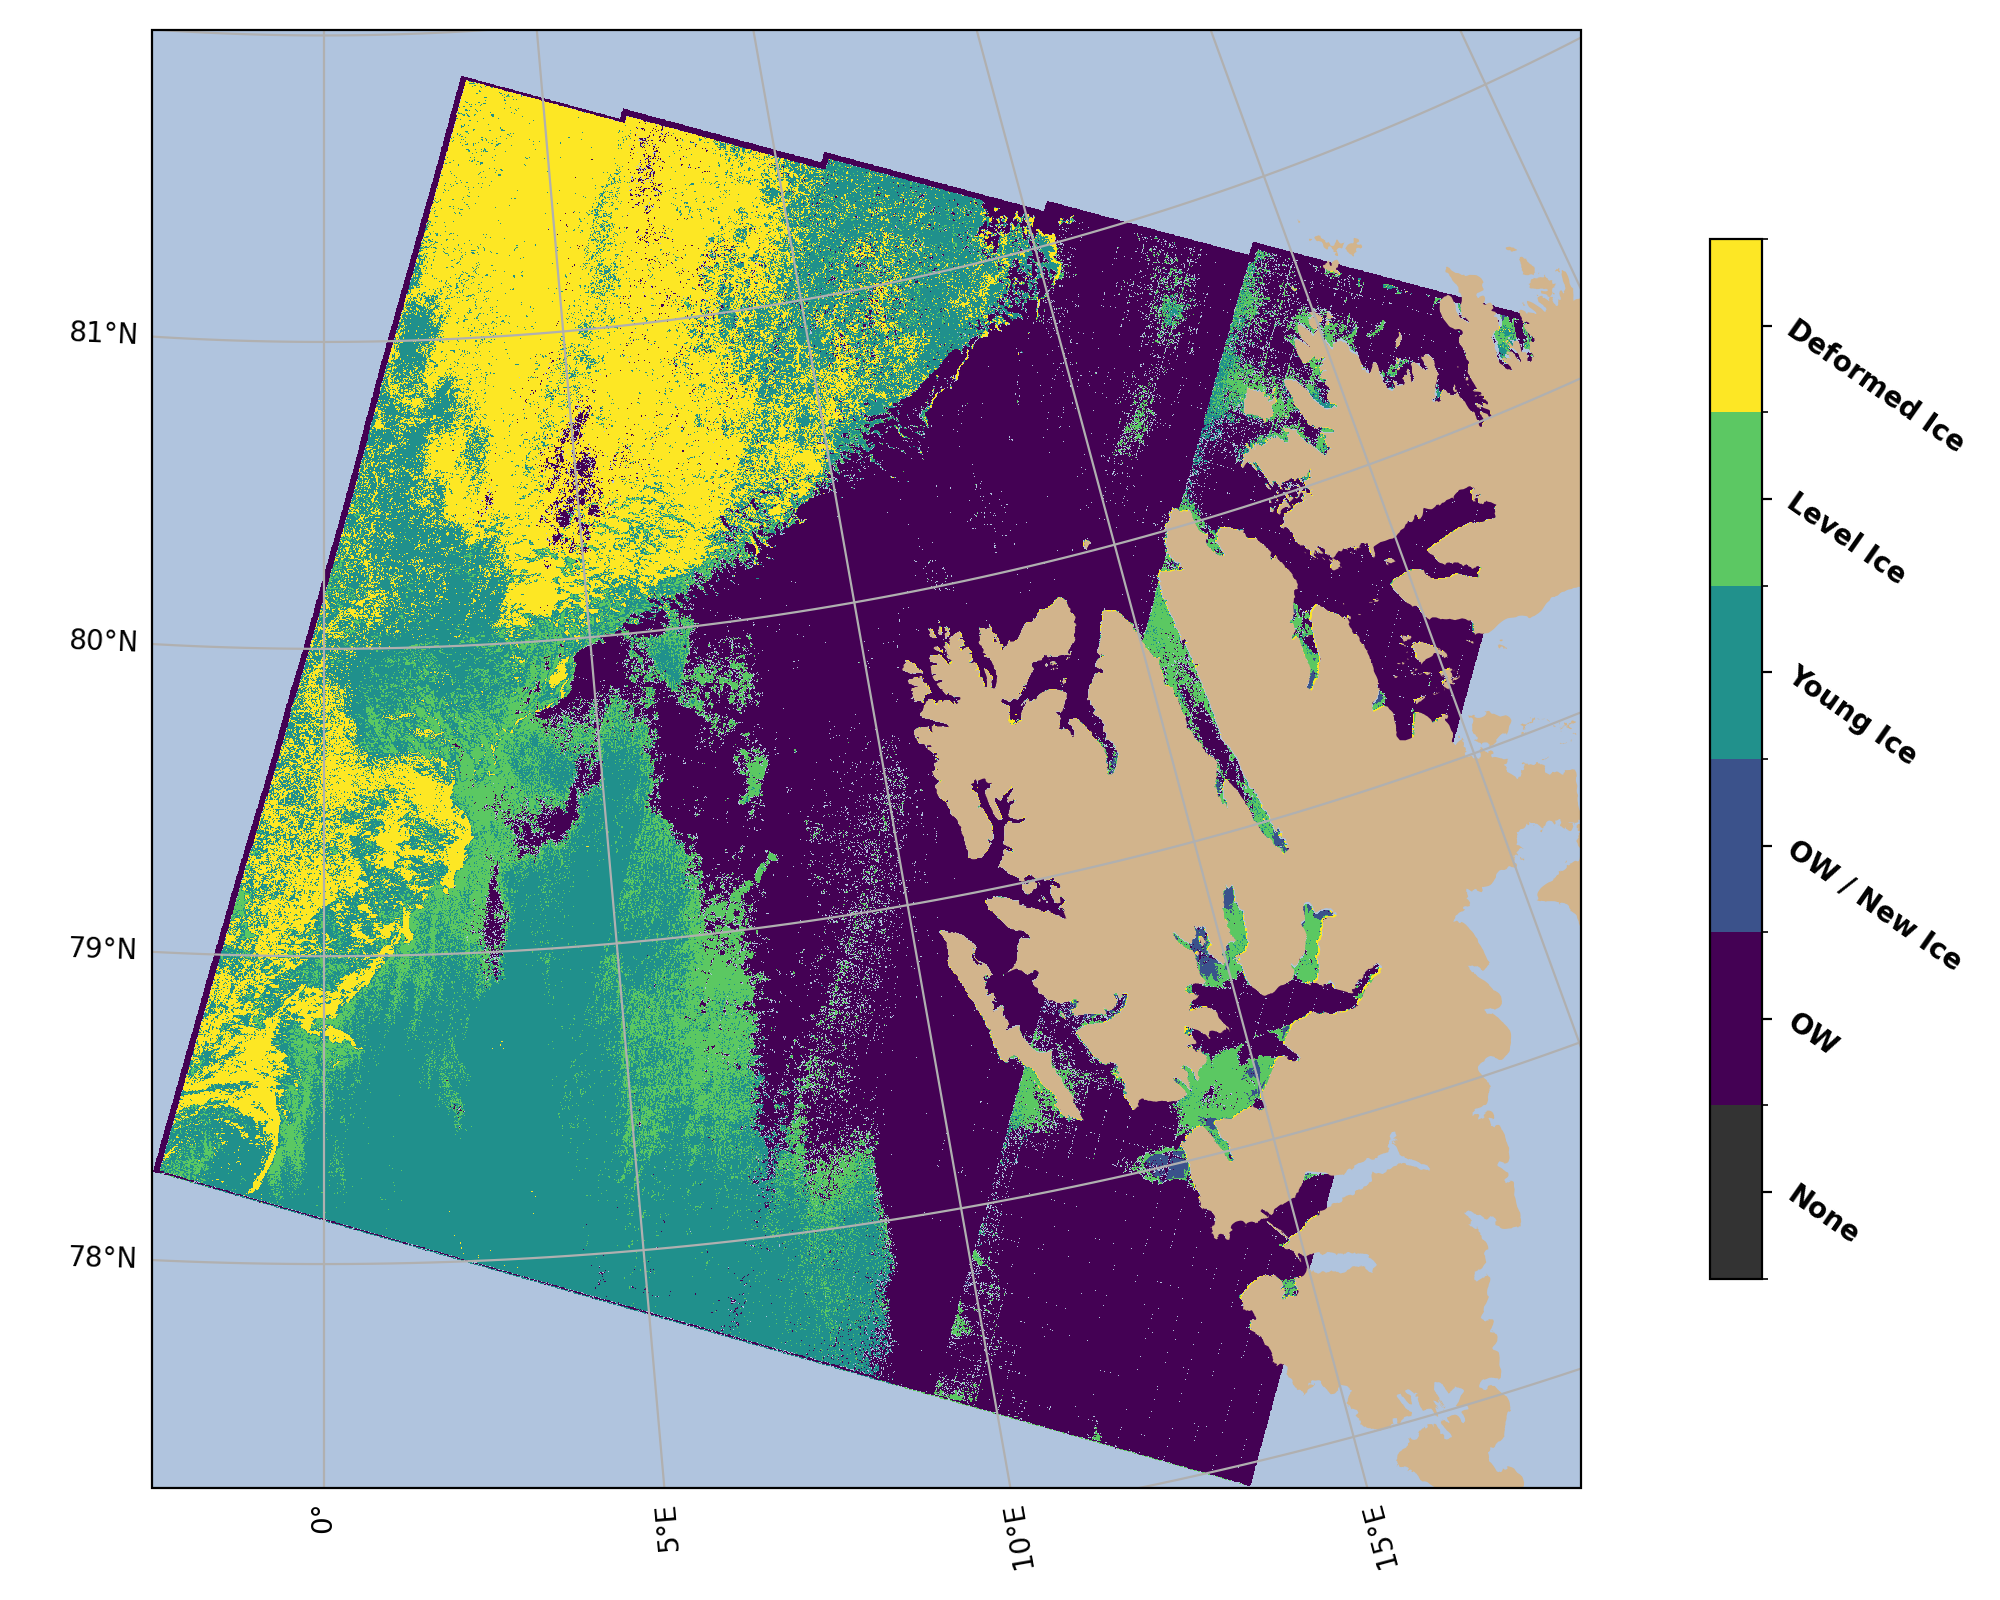 81°N
80°N
79°N
78°N
0°
5°E
10°E
15°E
Deformed Ice
Level Ice
Young Ice
OW / New Ice
OW
None